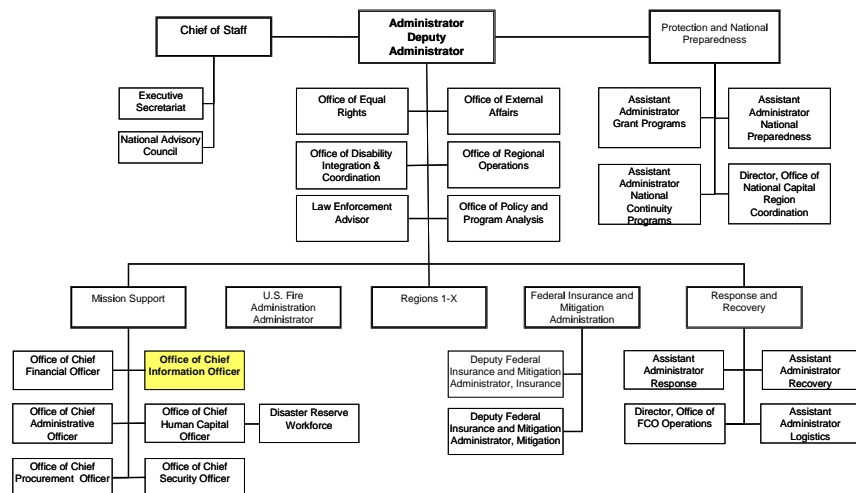 Chief of Staff
Administrator
Deputy
Administrator
Protection and National
Preparedness
Executive
Secretariat
National Advisory
Council
Office of Equal
Rights
Office of External
Affairs
Office of Disability
Integration &
Coordination
Office of Regional
Operations
Law Enforcement
Advisor
Office of Policy and
Program Analysis
Assistant
Administrator
Grant Programs
Assistant
Administrator
National
Preparedness
Assistant
Administrator
National
Continuity
Programs
Director, Office of
National Capital
Region
Coordination
Mission Support
U.S. Fire
Administration
Administrator
Regions 1-X
Federal Insurance and
Mitigation
Administration
Response and
Recovery
Office of Chief
Financial Officer
Office of Chief
Information Officer
Office of Chief
Administrative
Officer
Office of Chief
Human Capital
Officer
Disaster Reserve
Workforce
Office of Chief
Procurement Officer
Office of Chief
Security Officer
Deputy Federal
Insurance and Mitigation
Administrator, Insurance
Deputy Federal
Insurance and Mitigation
Administrator, Mitigation
Assistant
Administrator
Response
Assistant
Administrator
Recovery
Director, Office of
FCO Operations
Assistant
Administrator
Logistics